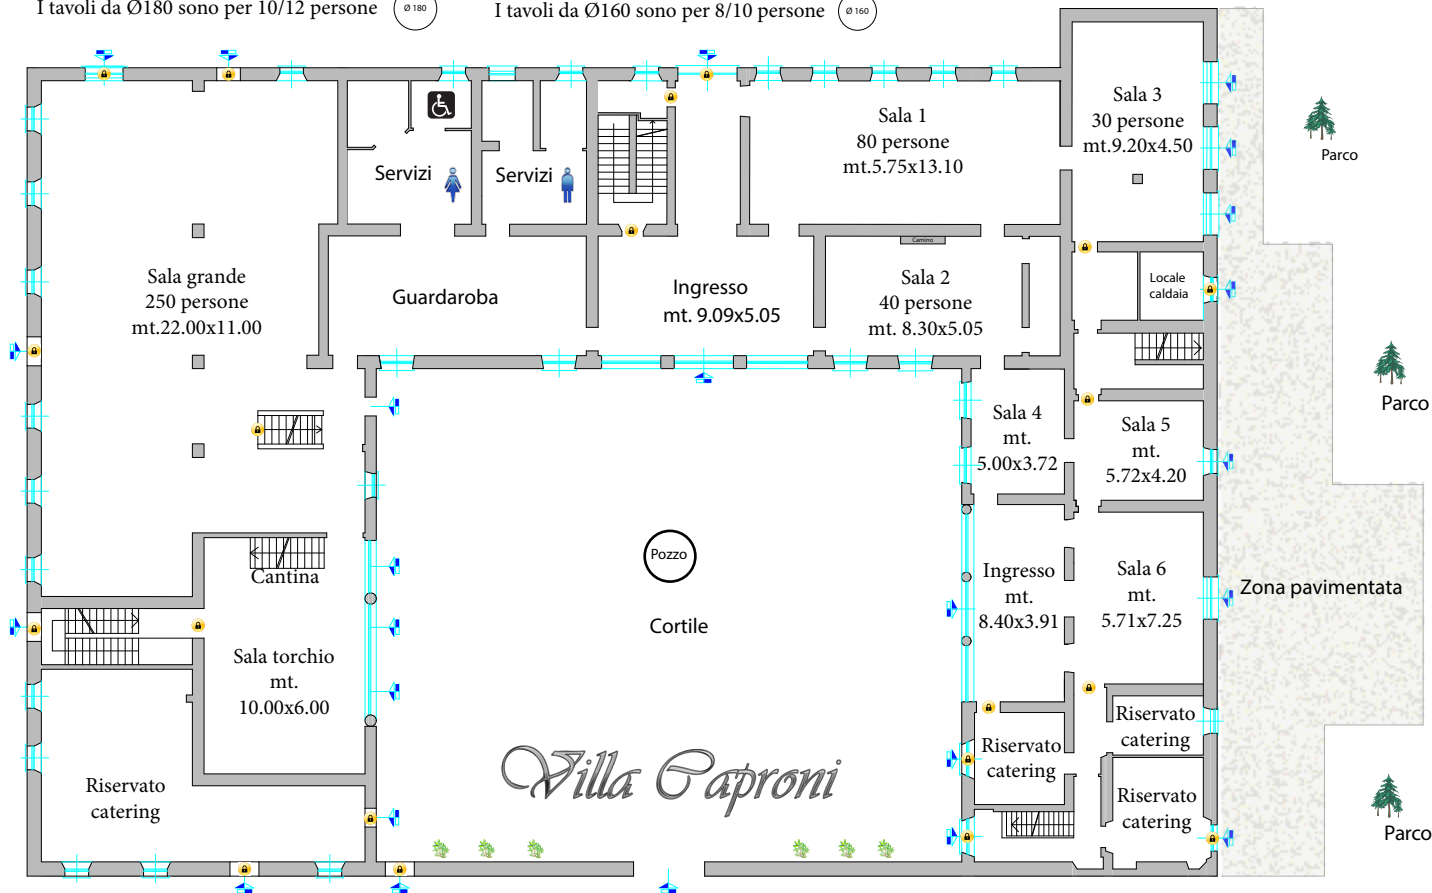 I tavoli da Ø180 sono per 10/12 persone
Ø 180
I tavoli da Ø160 sono per 8/10 persone
Ø 160
Sala 1
80 persone
mt.5.75x13.10
Sala 3
30 persone
mt.9.20x4.50
Parco
Servizi
Servizi
Camino
Sala grande
250 persone
mt.22.00x11.00
Guardaroba
Ingresso
mt. 9.09x5.05
Sala 2
40 persone
mt. 8.30x5.05
Locale
caldaia
Parco
Sala 4
mt.
5.00x3.72
Sala 5
mt.
5.72x4.20
Cantina
Pozzo
Cortile
Ingresso
mt.
8.40x3.91
Sala 6
mt.
5.71x7.25
Zona pavimentata
Sala torchio
mt.
10.00x6.00
Riservato
catering
Villa Caproni
Riservato
catering
Riservato
catering
Riservato
catering
Parco